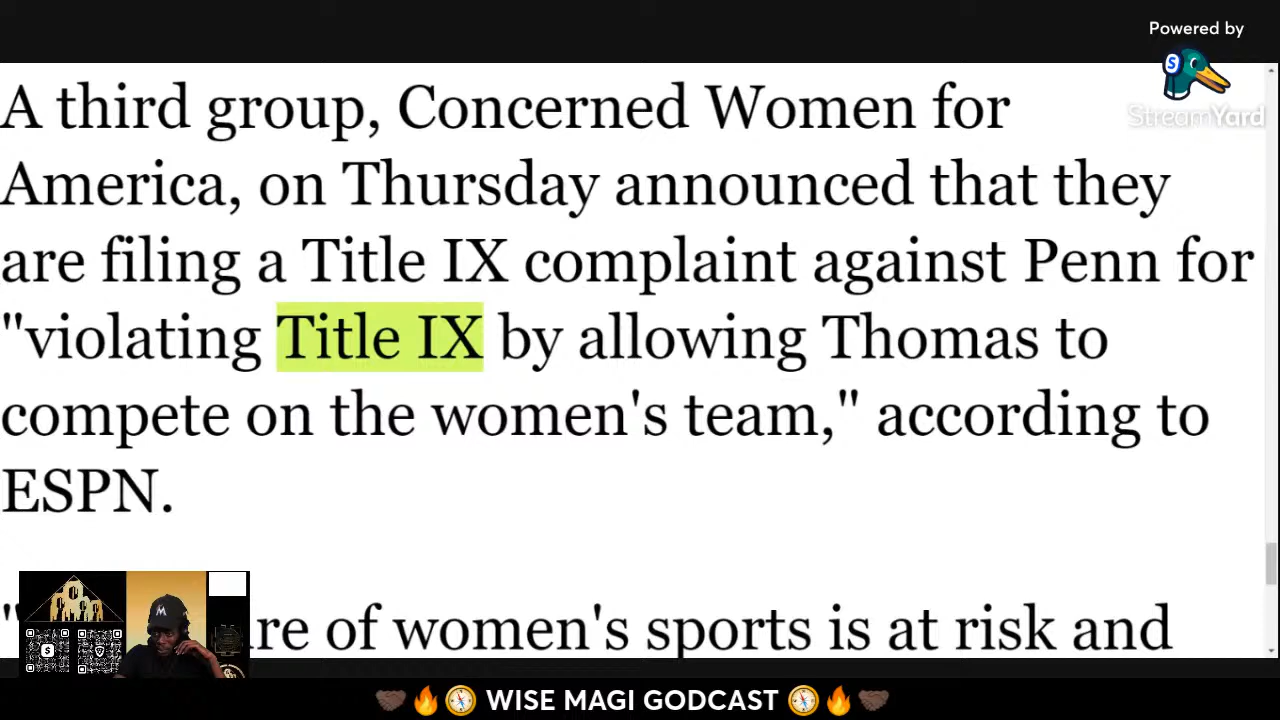 Powered by
StreamYard
A third group, Concerned Women for
America, on Thursday announced that they
are filing a Title IX complaint against Penn for
"violating Title IX by allowing Thomas to
compete on the women's team," according to
ESPN.
" re of women's sports is at risk and
WISE MAGI GODCAST